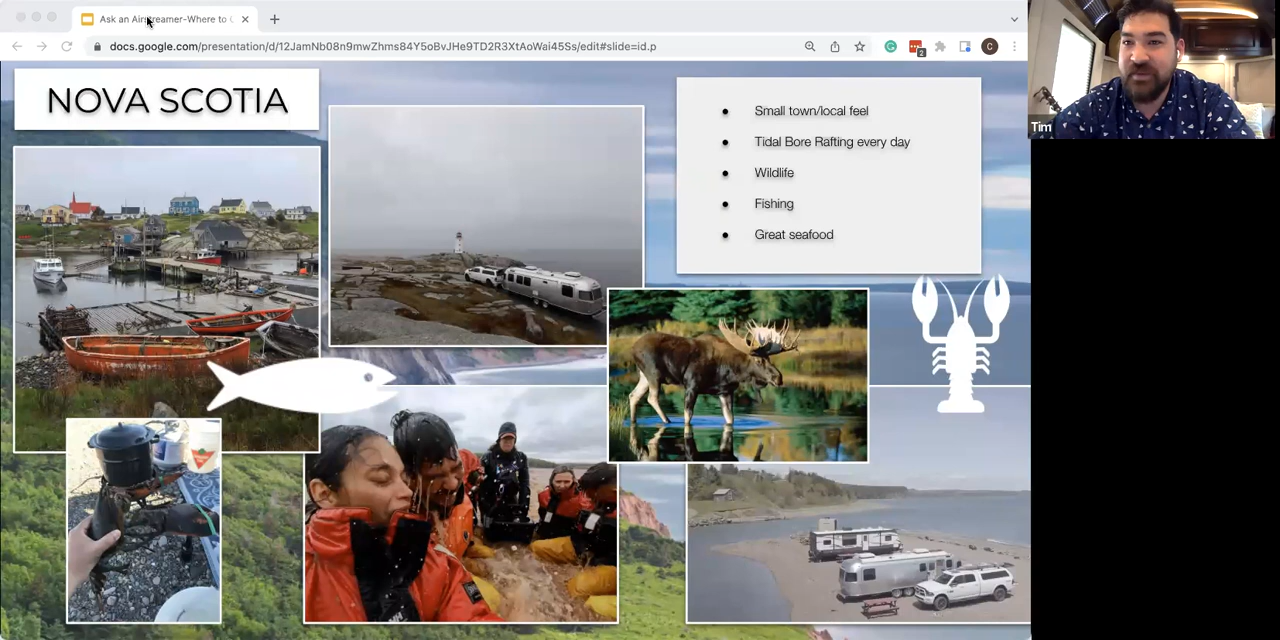 Ask an Airstreamer-Where to
docs.google.com/presentation/d/12JamNb08n9mwZhms84Y5oBvJHe9TD2R3XtAoWai45Ss/edit#slide=id.p
2
C
NOVA SCOTIA
Small town/local feel
Tidal Bore Rafting every day
Wildlife
Fishing
Great seafood
Tim